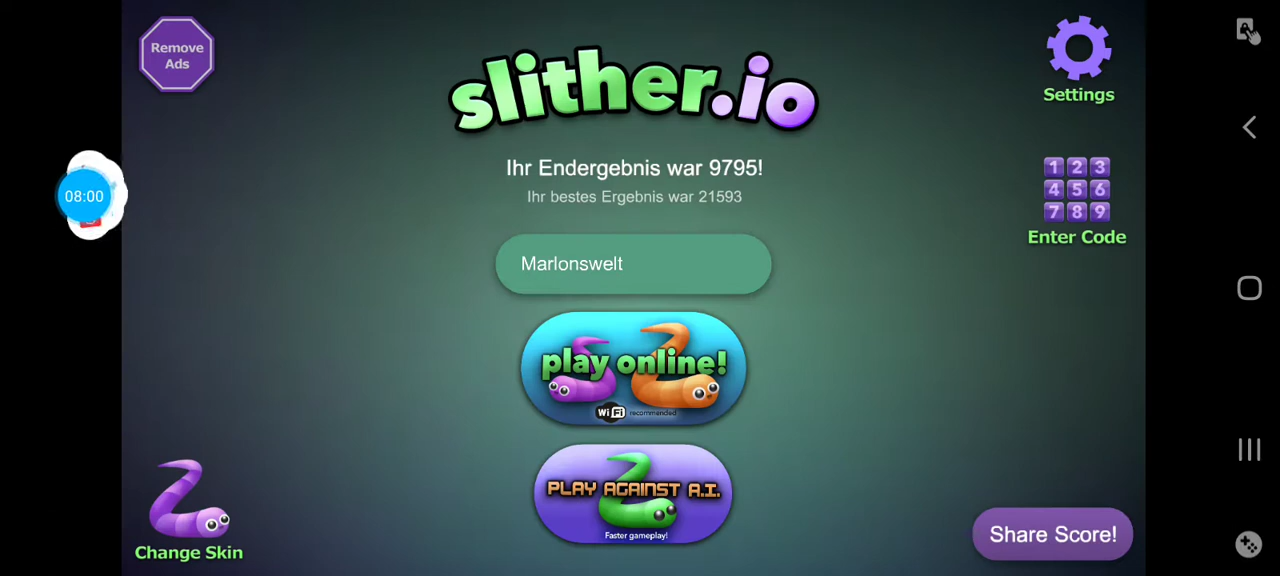 Remove
Ads
slither.io
Settings
Ihr Endergebnis war 9795!
Ihr bestes Ergebnis war 21593
08:00
1 2 3
4 5 6
7 8 9
Enter Code
Marlonswelt
play online!
WiFi recommended
PLAY AGAINST A.I.
Faster gameplay!
Change Skin
Share Score!